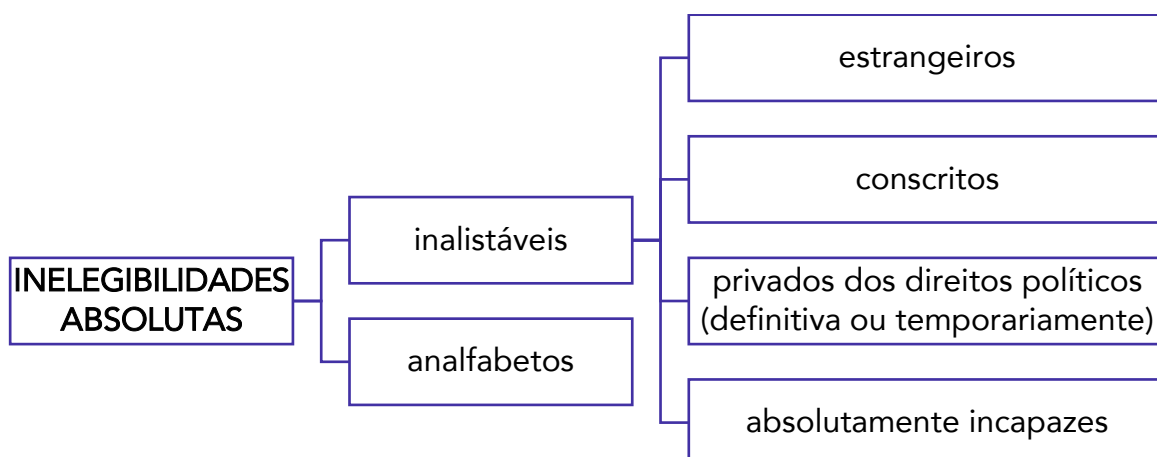 INELEGIBILIDADES
ABSOLUTAS
inalistáveis
analfabetos
estrangeiros
conscritos
privados dos direitos políticos
(definitiva ou temporariamente)
absolutamente incapazes